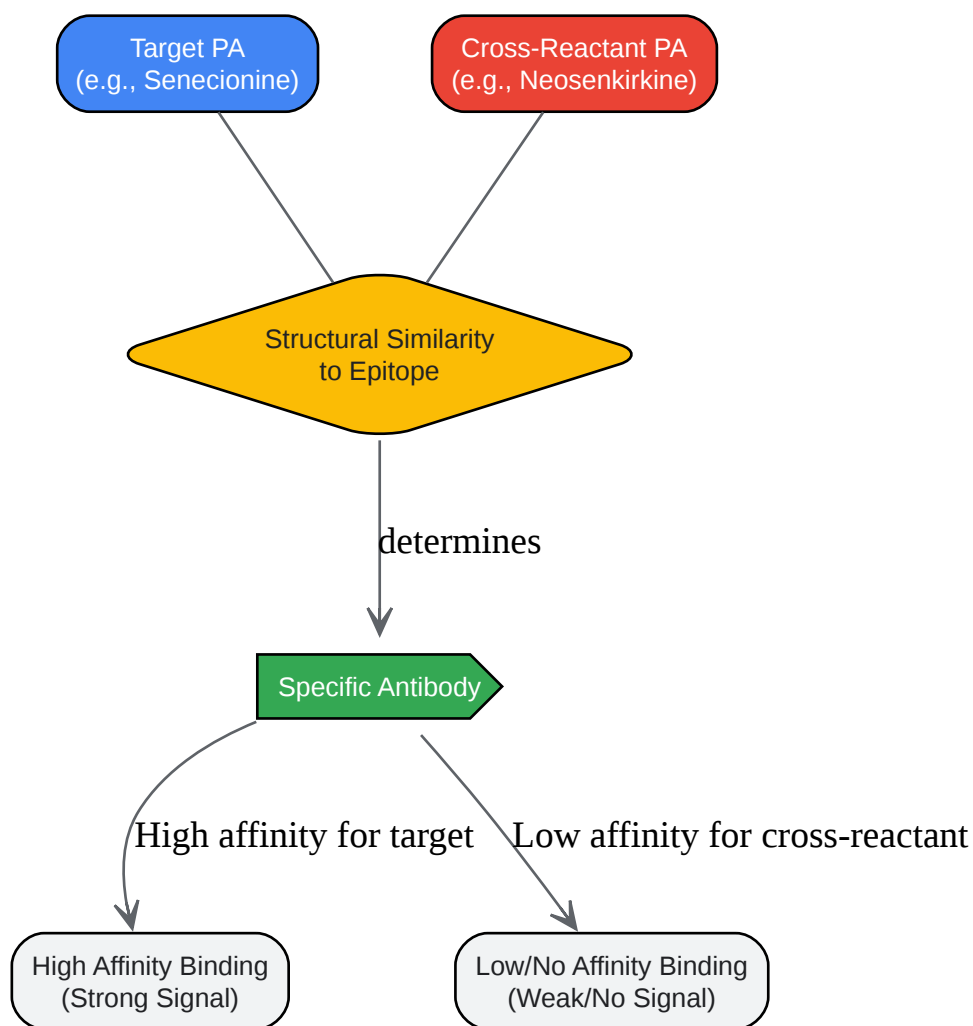 Target PA
(e.g., Senecionine)
Cross-Reactant PA
(e.g., Neosenkirkine)
Structural Similarity
to Epitope
determines
Specific Antibody
High affinity for target
Low affinity for cross-reactant
High Affinity Binding
(Strong Signal)
Low/No Affinity Binding
(Weak/No Signal)